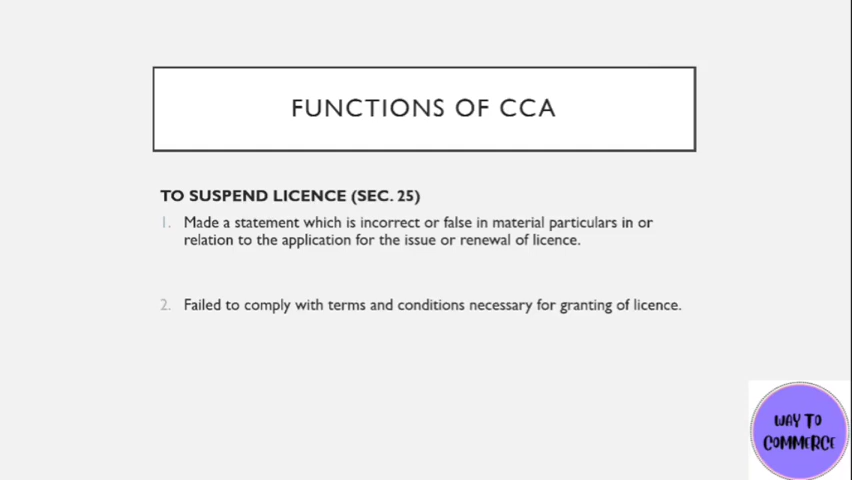 FUNCTIONS OF CCA
TO SUSPEND LICENCE (SEC. 25)
1. Made a statement which is incorrect or false in material particulars in or
relation to the application for the issue or renewal of licence.
2. Failed to comply with terms and conditions necessary for granting of licence.
WAY TO
COMMERCE